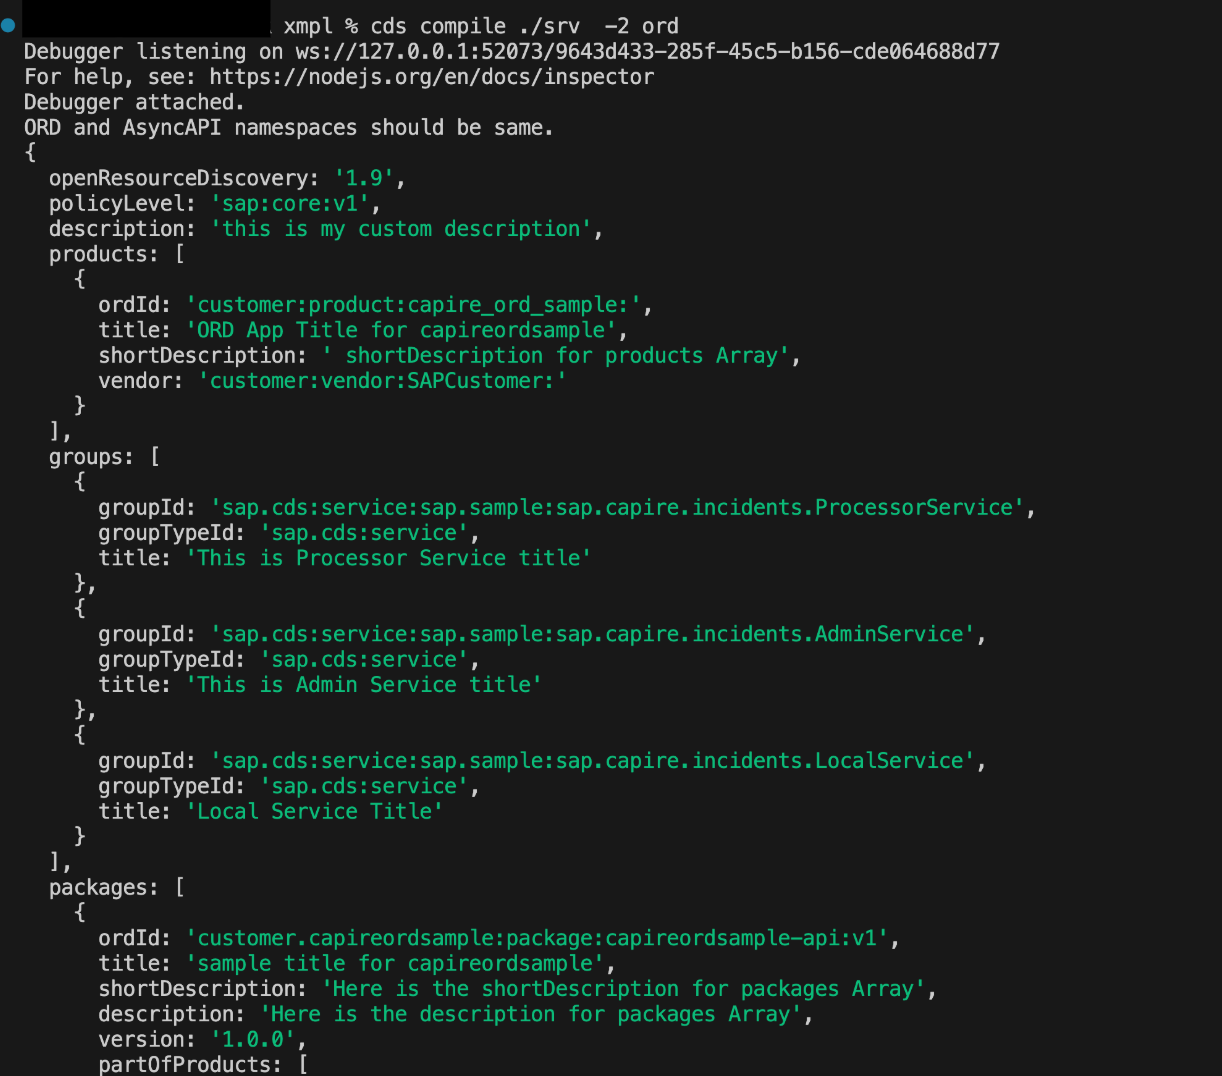 xmpl % cds compile ./srv  -2 ord
Debugger listening on ws://127.0.0.1:52073/9643d433-285f-45c5-b156-cde064688d77
For help, see: https://nodejs.org/en/docs/inspector
Debugger attached.
ORD and AsyncAPI namespaces should be same.
{
  openResourceDiscovery: '1.9',
  policyLevel: 'sap:core:v1',
  description: 'this is my custom description',
  products: [
    {
      ordId: 'customer:product:capire_ord_sample:',
      title: 'ORD App Title for capireordsample',
      shortDescription: ' shortDescription for products Array',
      vendor: 'customer:vendor:SAPCustomer:'
    }
  ],
  groups: [
    {
      groupId: 'sap.cds:service:sap.sample:sap.capire.incidents.ProcessorService',
      groupTypeId: 'sap.cds:service',
      title: 'This is Processor Service title'
    },
    {
      groupId: 'sap.cds:service:sap.sample:sap.capire.incidents.AdminService',
      groupTypeId: 'sap.cds:service',
      title: 'This is Admin Service title'
    },
    {
      groupId: 'sap.cds:service:sap.sample:sap.capire.incidents.LocalService',
      groupTypeId: 'sap.cds:service',
      title: 'Local Service Title'
    }
  ],
  packages: [
    {
      ordId: 'customer.capireordsample:package:capireordsample-api:v1',
      title: 'sample title for capireordsample',
      shortDescription: 'Here is the shortDescription for packages Array',
      description: 'Here is the description for packages Array',
      version: '1.0.0',
      partOfProducts: [